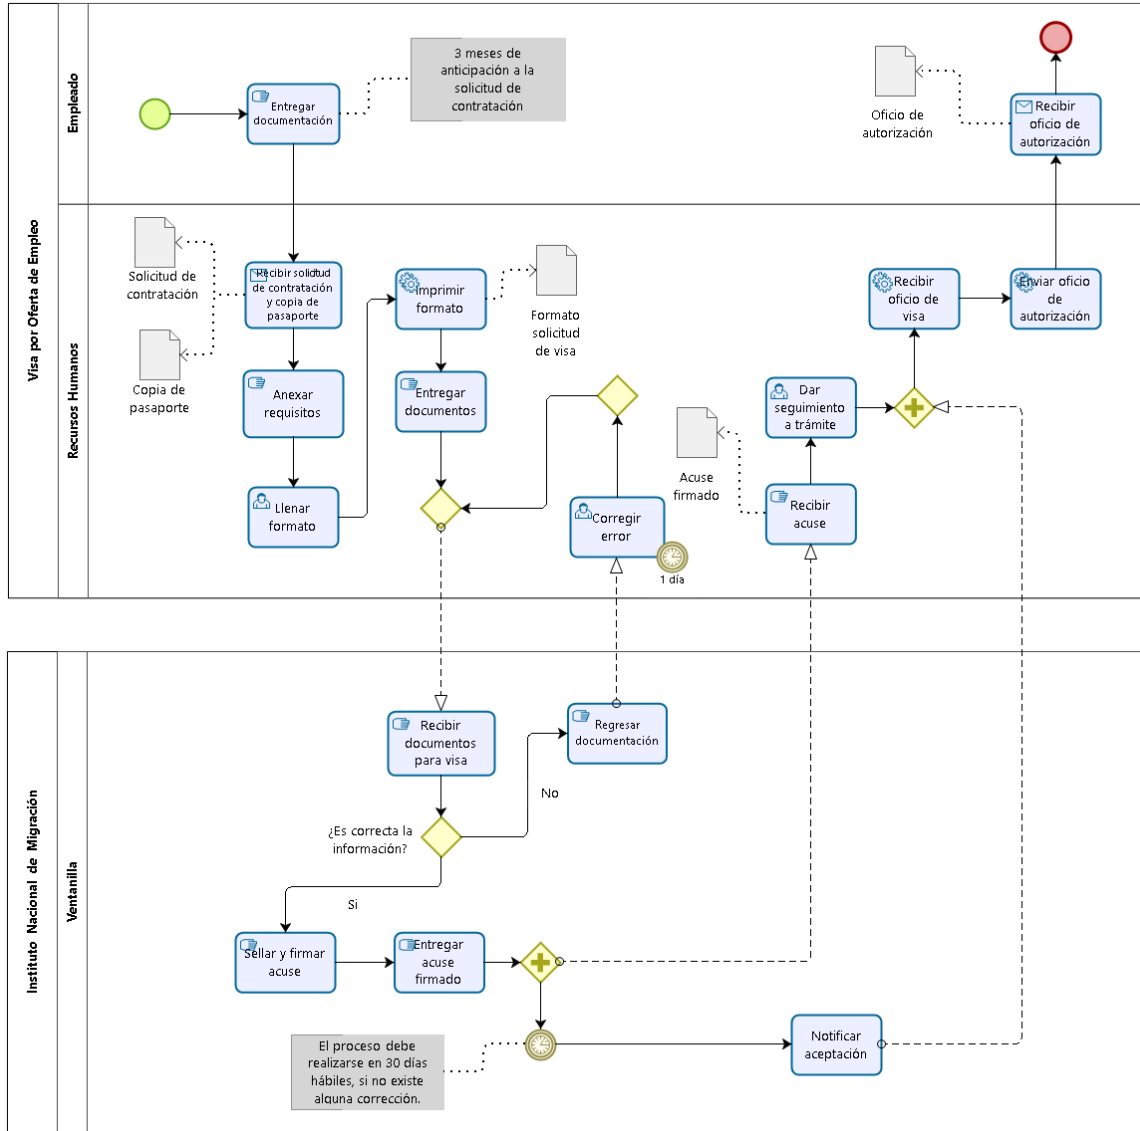 Visa por Oferta de Empleo
Empleado
3 meses de
anticipación a la
solicitud de
contratación
Entregar
documentación
Oficio de
autorización
Recibir
oficio de
autorización
Recursos Humanos
Solicitud de
contratación
Copia de
pasaporte
Recibir solicitud
de contratación
y copia de
pasaporte
Anexar
requisitos
Llenar
formato
Imprimir
formato
Formato
solicitud
de visa
Entregar
documentos
Corregir
error
1 día
Acuse
firmado
Dar
seguimiento
a trámite
Recibir
acuse
Recibir
oficio de
visa
Enviar oficio
de
autorización
Instituto Nacional de Migración
Ventanilla
Recibir
documentos
para visa
Regresar
documentación
No
¿Es correcta la
información?
Si
Sellar y firmar
acuse
Entregar
acuse
firmado
El proceso debe
realizarse en 30 días
hábiles, si no existe
alguna corrección.
Notificar
aceptación